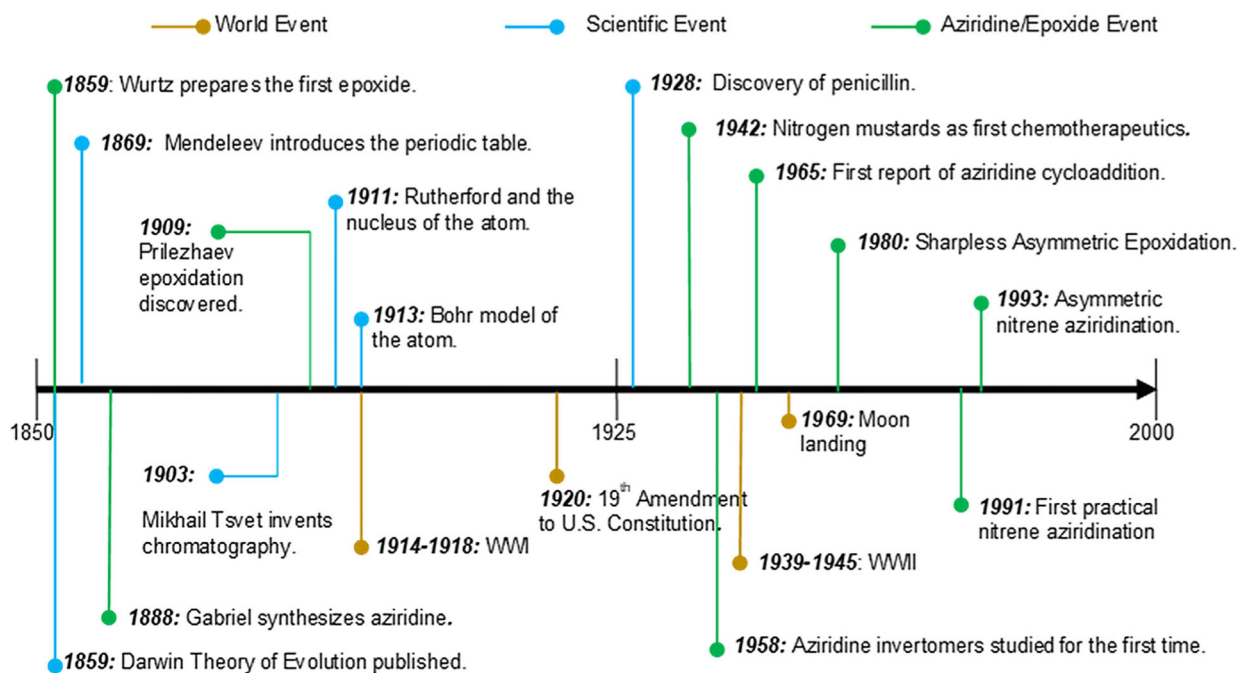 World Event
Scientific Event
Aziridine/Epoxide Event
1859: Wurtz prepares the first epoxide.
1869: Mendeleev introduces the periodic table.
1909:
Prilezhaev
epoxidation
discovered.
1911: Rutherford and the
nucleus of the atom.
1913: Bohr model of
the atom.
1928: Discovery of penicillin.
1942: Nitrogen mustards as first chemotherapeutics.
1965: First report of aziridine cycloaddition.
1980: Sharpless Asymmetric Epoxidation.
1993: Asymmetric
nitrene aziridination.
1850
1925
2000
1903:
Mikhail Tsvet invents
chromatography.
1914-1918: WWI
1920: 19th Amendment
to U.S. Constitution.
1969: Moon
landing
1991: First practical
nitrene aziridination
1939-1945: WWII
1888: Gabriel synthesizes aziridine.
1958: Aziridine invertomers studied for the first time.
1859: Darwin Theory of Evolution published.